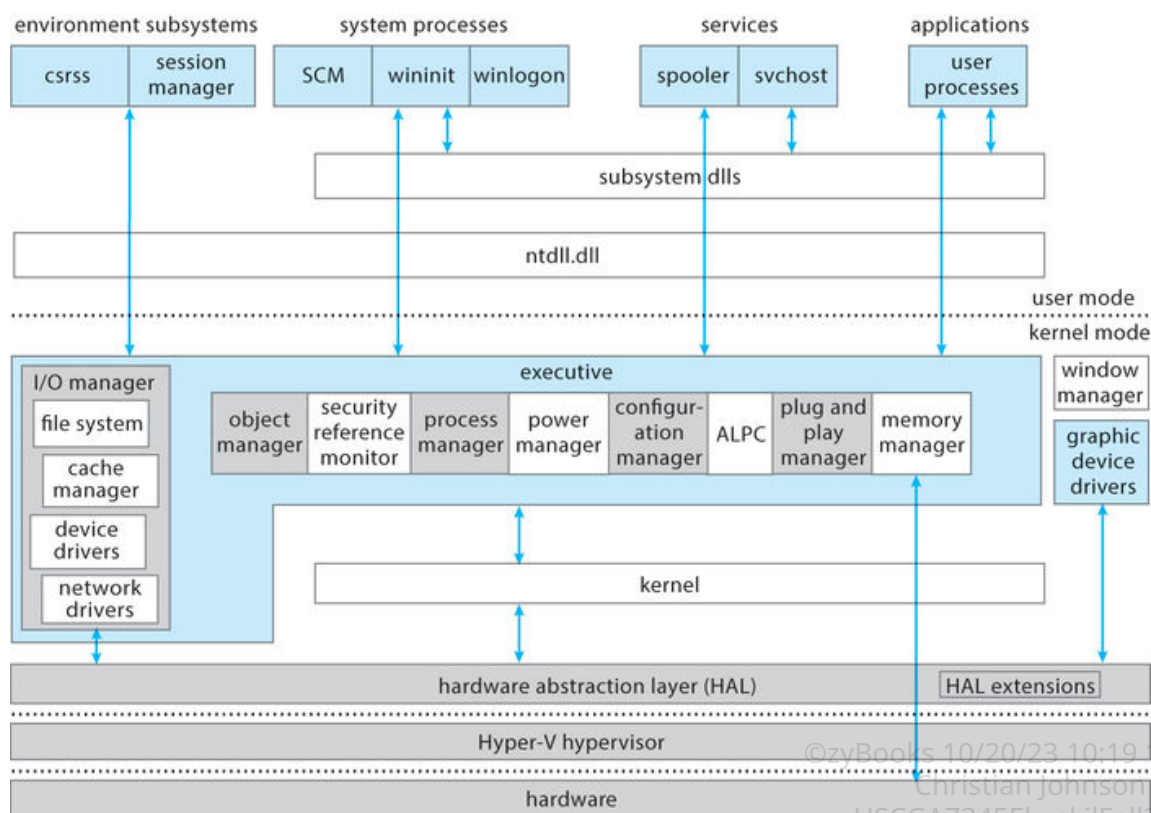 environment subsystems
system processes
services
applications
csrss
session
manager
SCM
wininit
winlogon
spooler
svchost
user
processes
subsystem dlls
ntdll.dll
user mode
kernel mode
executive
I/O manager
file system
cache
manager
device
drivers
network
drivers
object
manager
security
reference
monitor
process
manager
power
manager
configur-
ation
manager
ALPC
plug and
play
manager
memory
manager
window
manager
graphic
device
drivers
kernel
hardware abstraction layer (HAL)
HAL extensions
Hyper-V hypervisor
©zyBooks 10/20/23 10:19
hardware
Christian Johnson